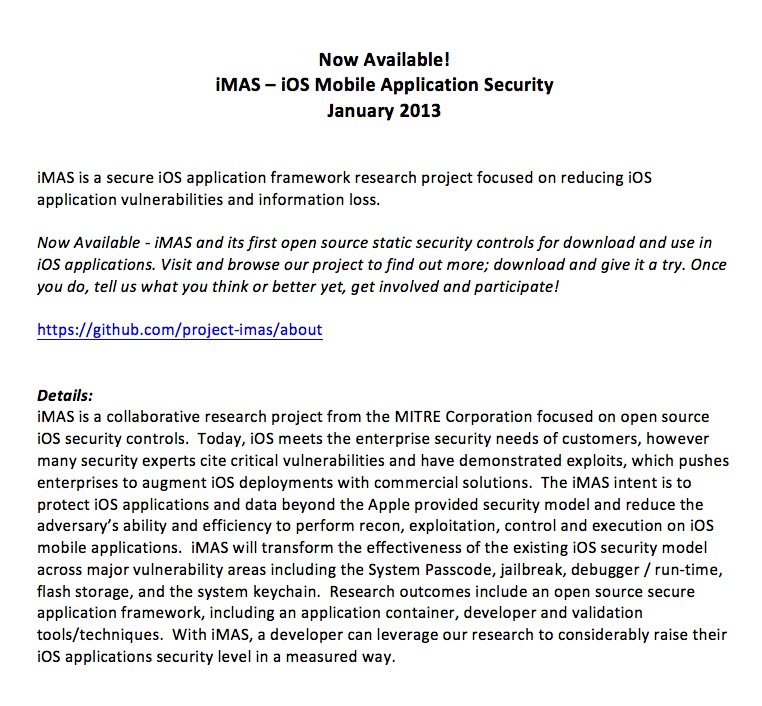 Now Available!
iMAS – iOS Mobile Application Security
January 2013
iMAS is a secure iOS application framework research project focused on reducing iOS
application vulnerabilities and information loss.
Now Available - iMAS and its first open source static security controls for download and use in
iOS applications. Visit and browse our project to find out more; download and give it a try. Once
you do, tell us what you think or better yet, get involved and participate!
https://github.com/project-imas/about
Details:
iMAS is a collaborative research project from the MITRE Corporation focused on open source
iOS security controls.  Today, iOS meets the enterprise security needs of customers, however
many security experts cite critical vulnerabilities and have demonstrated exploits, which pushes
enterprises to augment iOS deployments with commercial solutions.  The iMAS intent is to
protect iOS applications and data beyond the Apple provided security model and reduce the
adversary’s ability and efficiency to perform recon, exploitation, control and execution on iOS
mobile applications.  iMAS will transform the effectiveness of the existing iOS security model
across major vulnerability areas including the System Passcode, jailbreak, debugger / run-time,
flash storage, and the system keychain.  Research outcomes include an open source secure
application framework, including an application container, developer and validation
tools/techniques.  With iMAS, a developer can leverage our research to considerably raise their
iOS applications security level in a measured way.